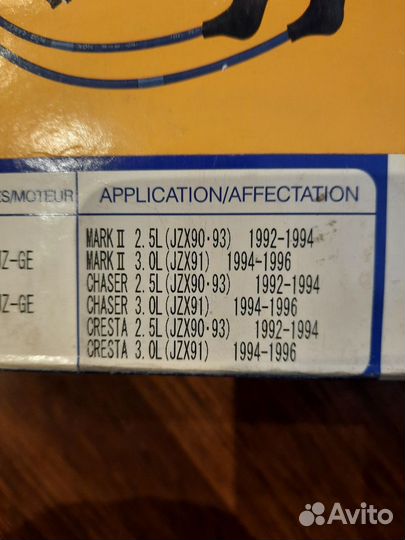 ES/MOTEUR APPLICATION/AFFECTATION
MARK Ⅱ 2.5L(JZX90·93) 1992-1994
JZ-GE MARK Ⅱ 3.0L(JZX91) 1994-1996
CHASER 2.5L(JZX90·93) 1992-1994
JZ-GE CHASER 3.0L(JZX91) 1994-1996
CRESTA 2.5L(JZX90·93) 1992-1994
CRESTA 3.0L(JZX91) 1994-1996
Avito